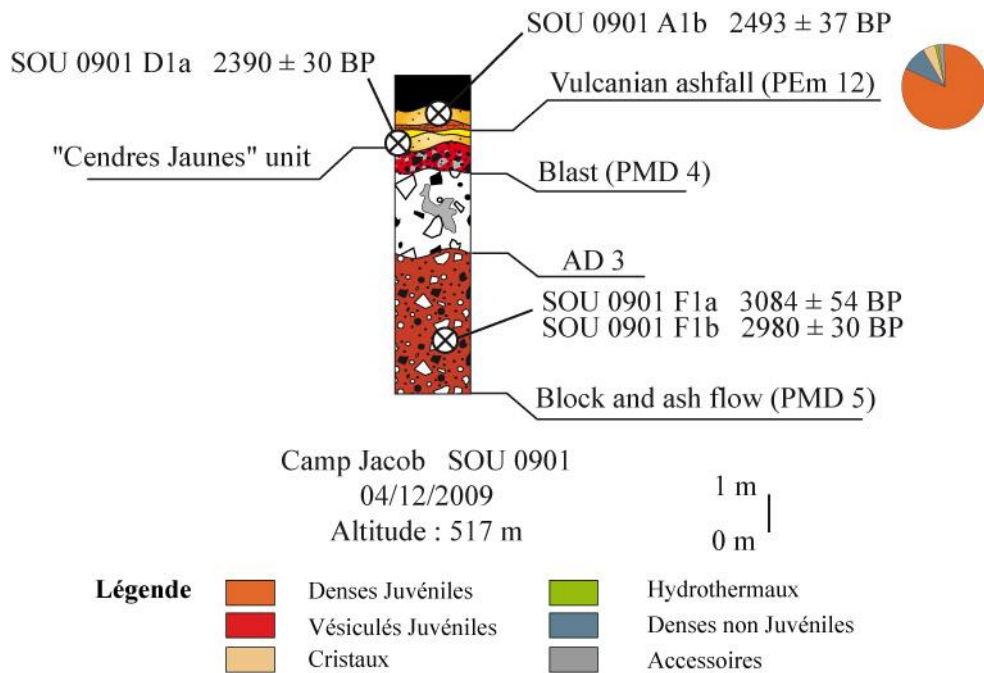 SOU 0901 A1b 2493 ± 37 BP
SOU 0901 D1a 2390 ± 30 BP
Vulcanian ashfall (PEm 12)
"Cendres Jaunes" unit
Blast (PMD 4)
AD 3
SOU 0901 F1a 3084 ± 54 BP
SOU 0901 F1b 2980 ± 30 BP
Block and ash flow (PMD 5)
Camp Jacob SOU 0901
04/12/2009
Altitude : 517 m
1 m
0 m
Légende
Denses Juvéniles
Vésiculés Juvéniles
Cristaux
Hydrothermaux
Denses non Juvéniles
Accessoires